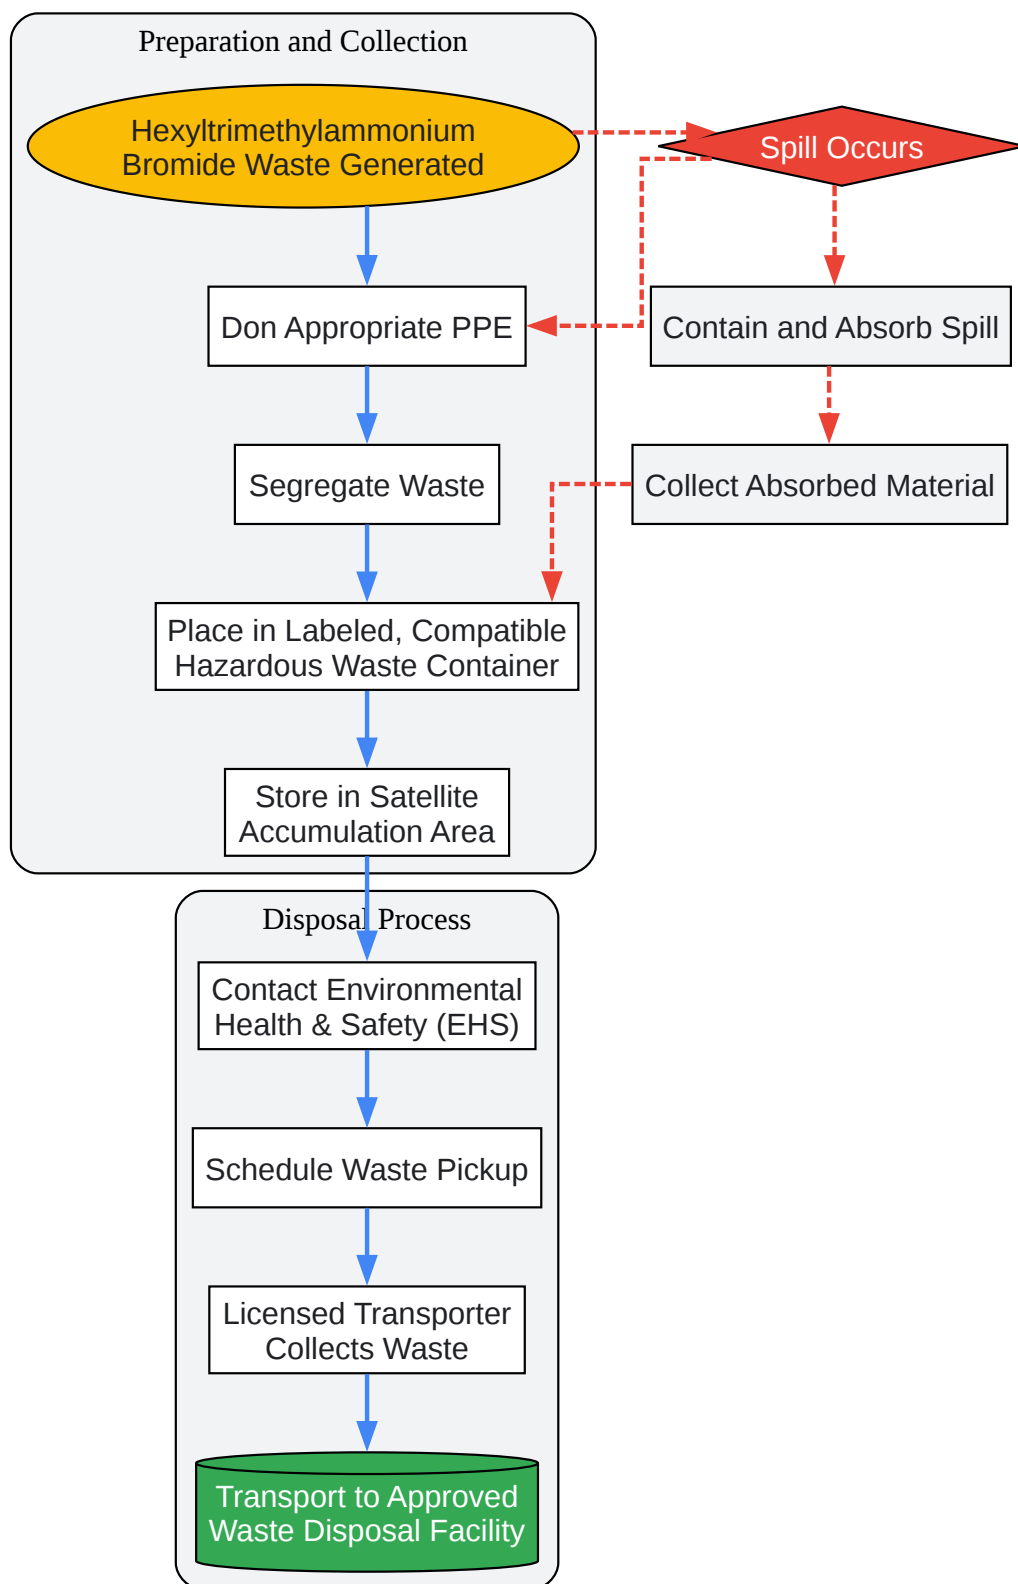 Preparation and Collection
Hexyltrimethylammonium
Bromide Waste Generated
Spill Occurs
Don Appropriate PPE
Contain and Absorb Spill
Segregate Waste
Collect Absorbed Material
Place in Labeled, Compatible
Hazardous Waste Container
Store in Satellite
Accumulation Area
Disposal Process
Contact Environmental
Health & Safety (EHS)
Schedule Waste Pickup
Licensed Transporter
Collects Waste
Transport to Approved
Waste Disposal Facility